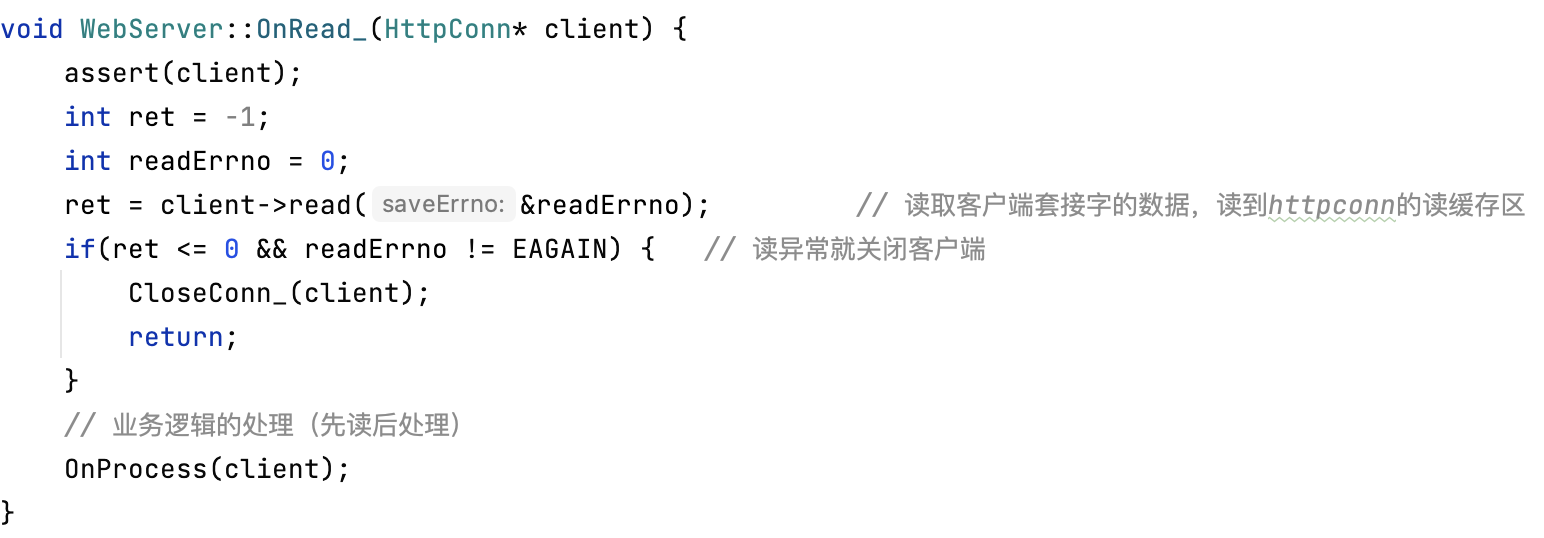 void WebServer::OnRead_(HttpConn* client) {
    assert(client);
    int ret = -1;
    int readErrno = 0;
    ret = client->read( saveErrno: &readErrno);         // 读取客户端套接字的数据，读到httpconn的读缓存区
    if(ret <= 0 && readErrno != EAGAIN) {   // 读异常就关闭客户端
        CloseConn_(client);
        return;
    }
    // 业务逻辑的处理（先读后处理）
    OnProcess(client);
}